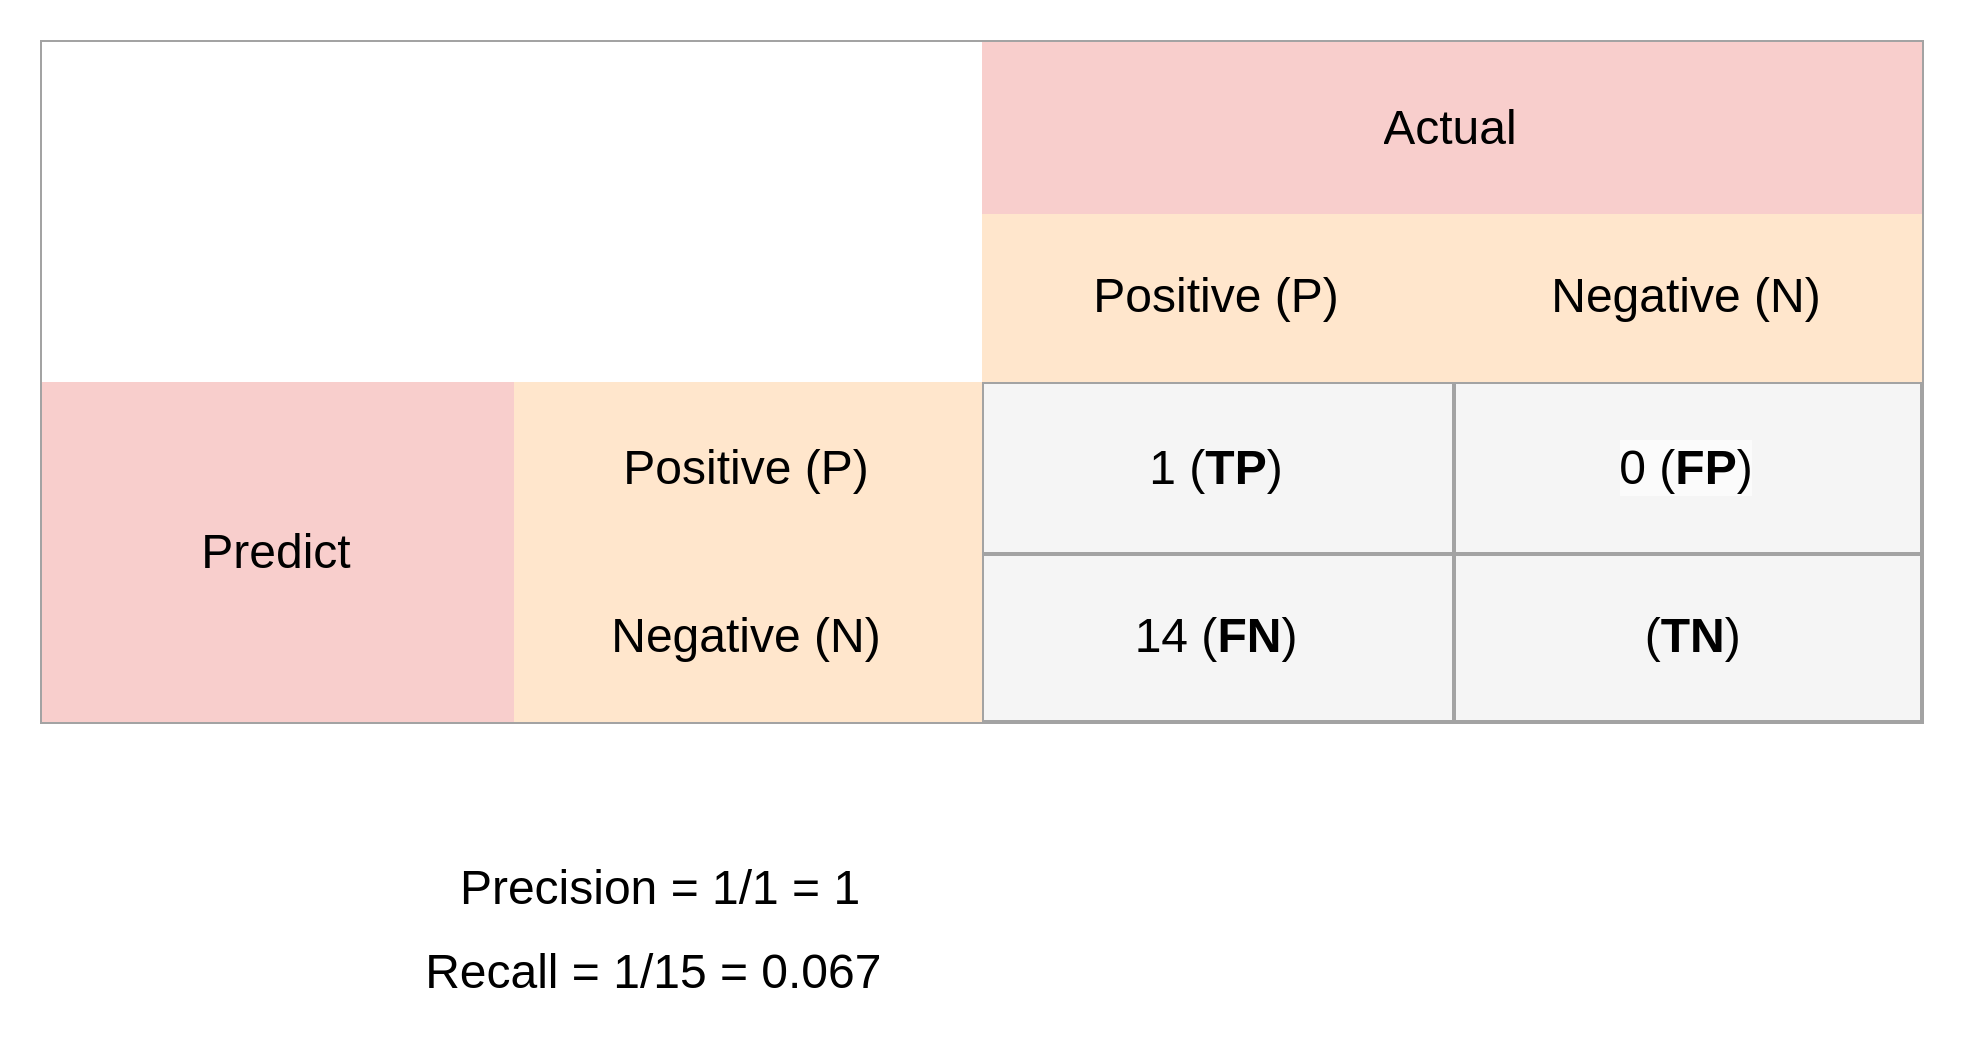 Actual
Positive (P) Negative (N)
Positive (P) 1 (TP) 0 (FP)
Predict
Negative (N) 14 (FN) (TN)
Precision = 1/1 = 1
Recall = 1/15 = 0.067